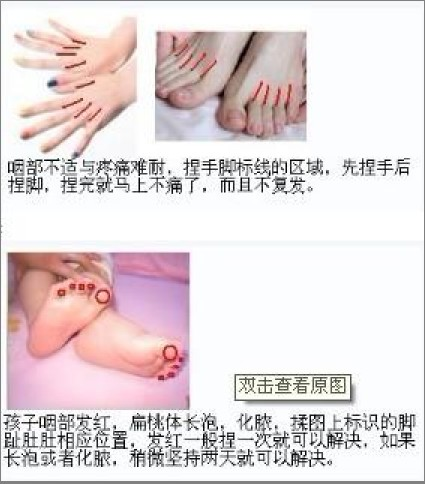 咽部不适与疼痛难耐，捏手脚标线的区域，先捏手后
捏脚，捏完就马上不痛了，而且不复发。
双击查看原图
孩子咽部发红，扁桃体长泡，化脓，揉图上标识的脚
趾肚肚相应位置，发红一般捏一次就可以解决，如果
长泡或者化脓，稍微坚持两天就可以解决。